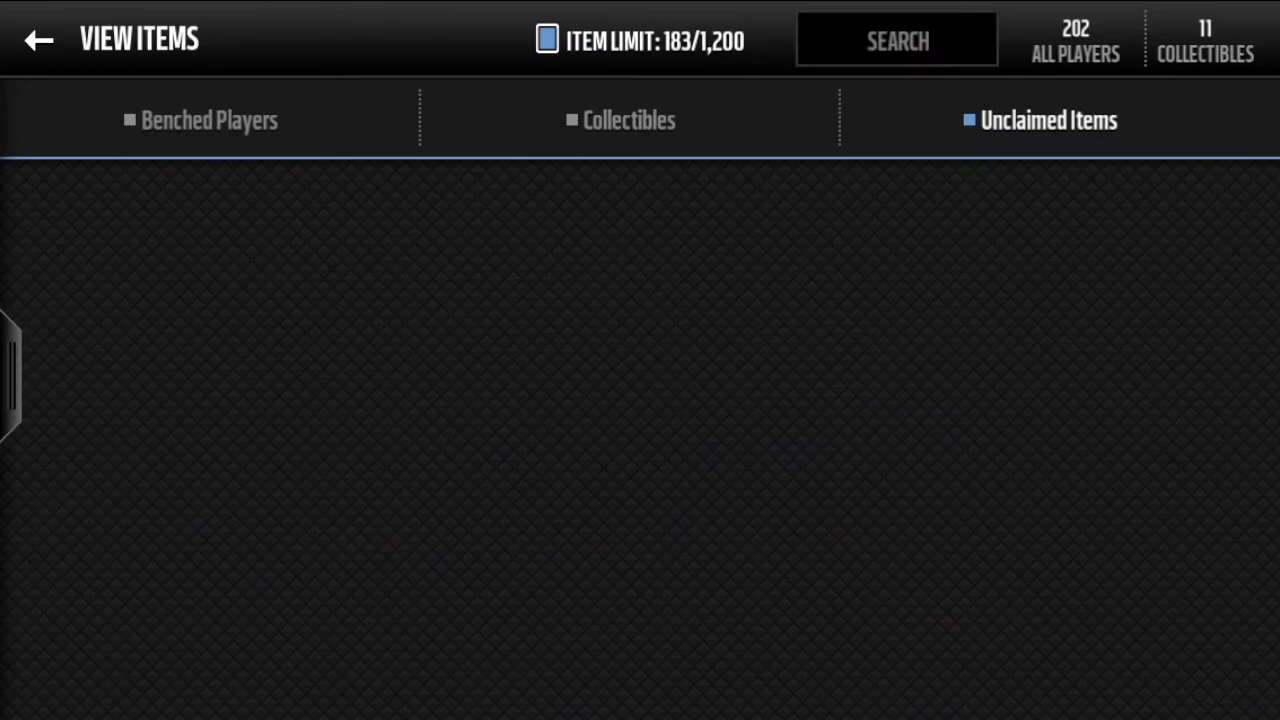 VIEW ITEMS
ITEM LIMIT: 183/1,200
SEARCH
202
ALL PLAYERS
11
COLLECTIBLES
Benched Players
Collectibles
Unclaimed Items